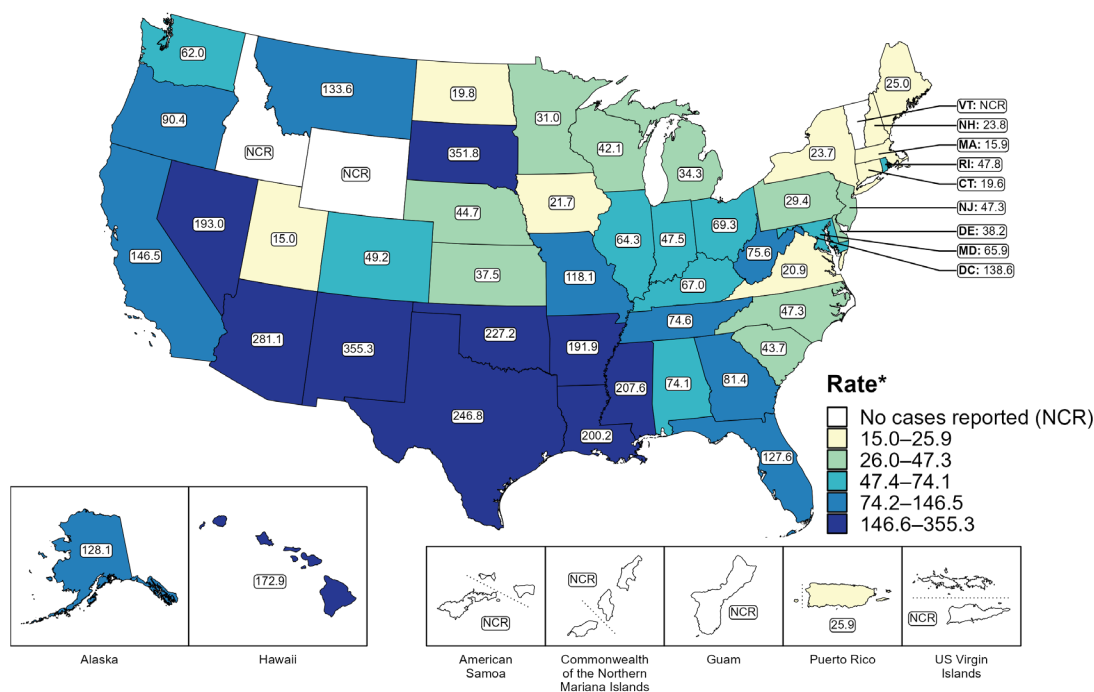 62.0
133.6
19.8
31.0
25.0
VT: NCR
NH: 23.8
MA: 15.9
RI: 47.8
CT: 19.6
NJ: 47.3
DE: 38.2
MD: 65.9
DC: 138.6
90.4
NCR
NCR
351.8
42.1
34.3
23.7
146.5
193.0
15.0
49.2
44.7
37.5
21.7
64.3
47.5
69.3
29.4
75.6
20.9
118.1
67.0
74.6
47.3
43.7
281.1
355.3
227.2
191.9
246.8
200.2
207.6
74.1
81.4
127.6
Rate*
No cases reported (NCR)
15.0–25.9
26.0–47.3
47.4–74.1
74.2–146.5
146.6–355.3
128.1
172.9
NCR
NCR
NCR
25.9
NCR
Alaska
Hawaii
American
Samoa
Commonwealth
of the Northern
Mariana Islands
Guam
Puerto Rico
US Virgin
Islands